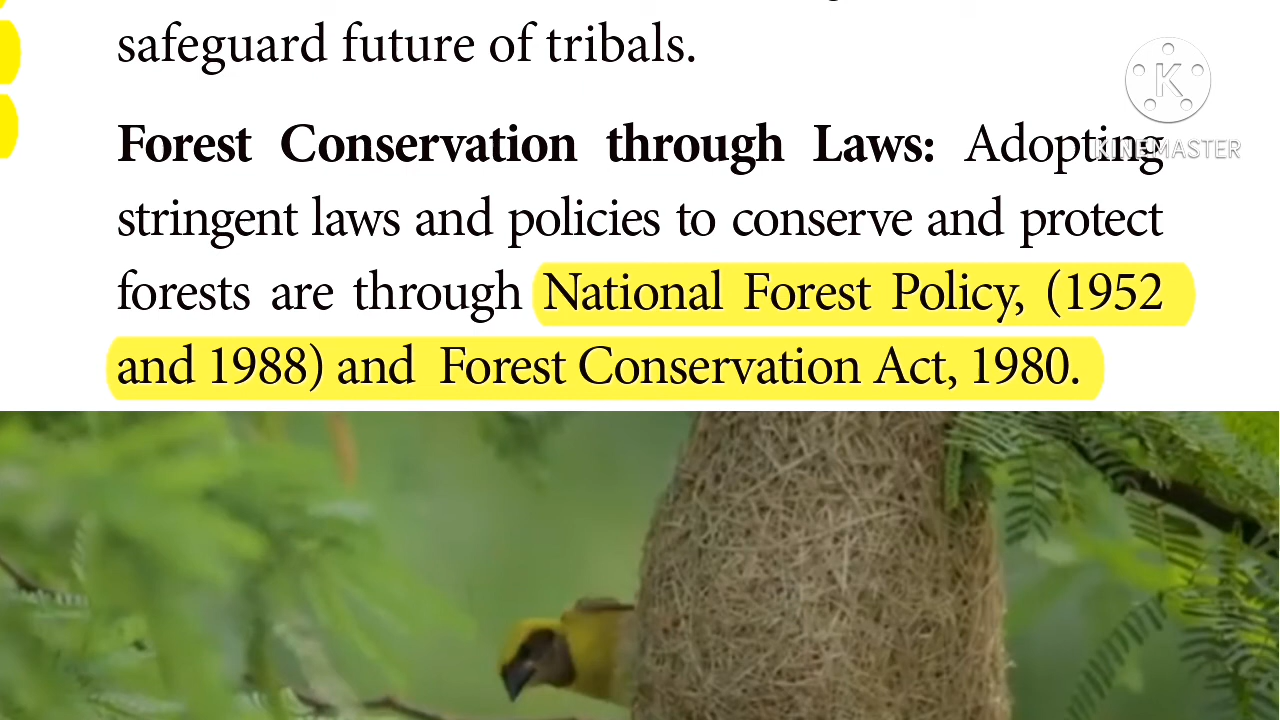 safeguard future of tribals.
Forest Conservation through Laws: Adopting
stringent laws and policies to conserve and protect
forests are through National Forest Policy, (1952
and 1988) and Forest Conservation Act, 1980.
K
KINEMASTER